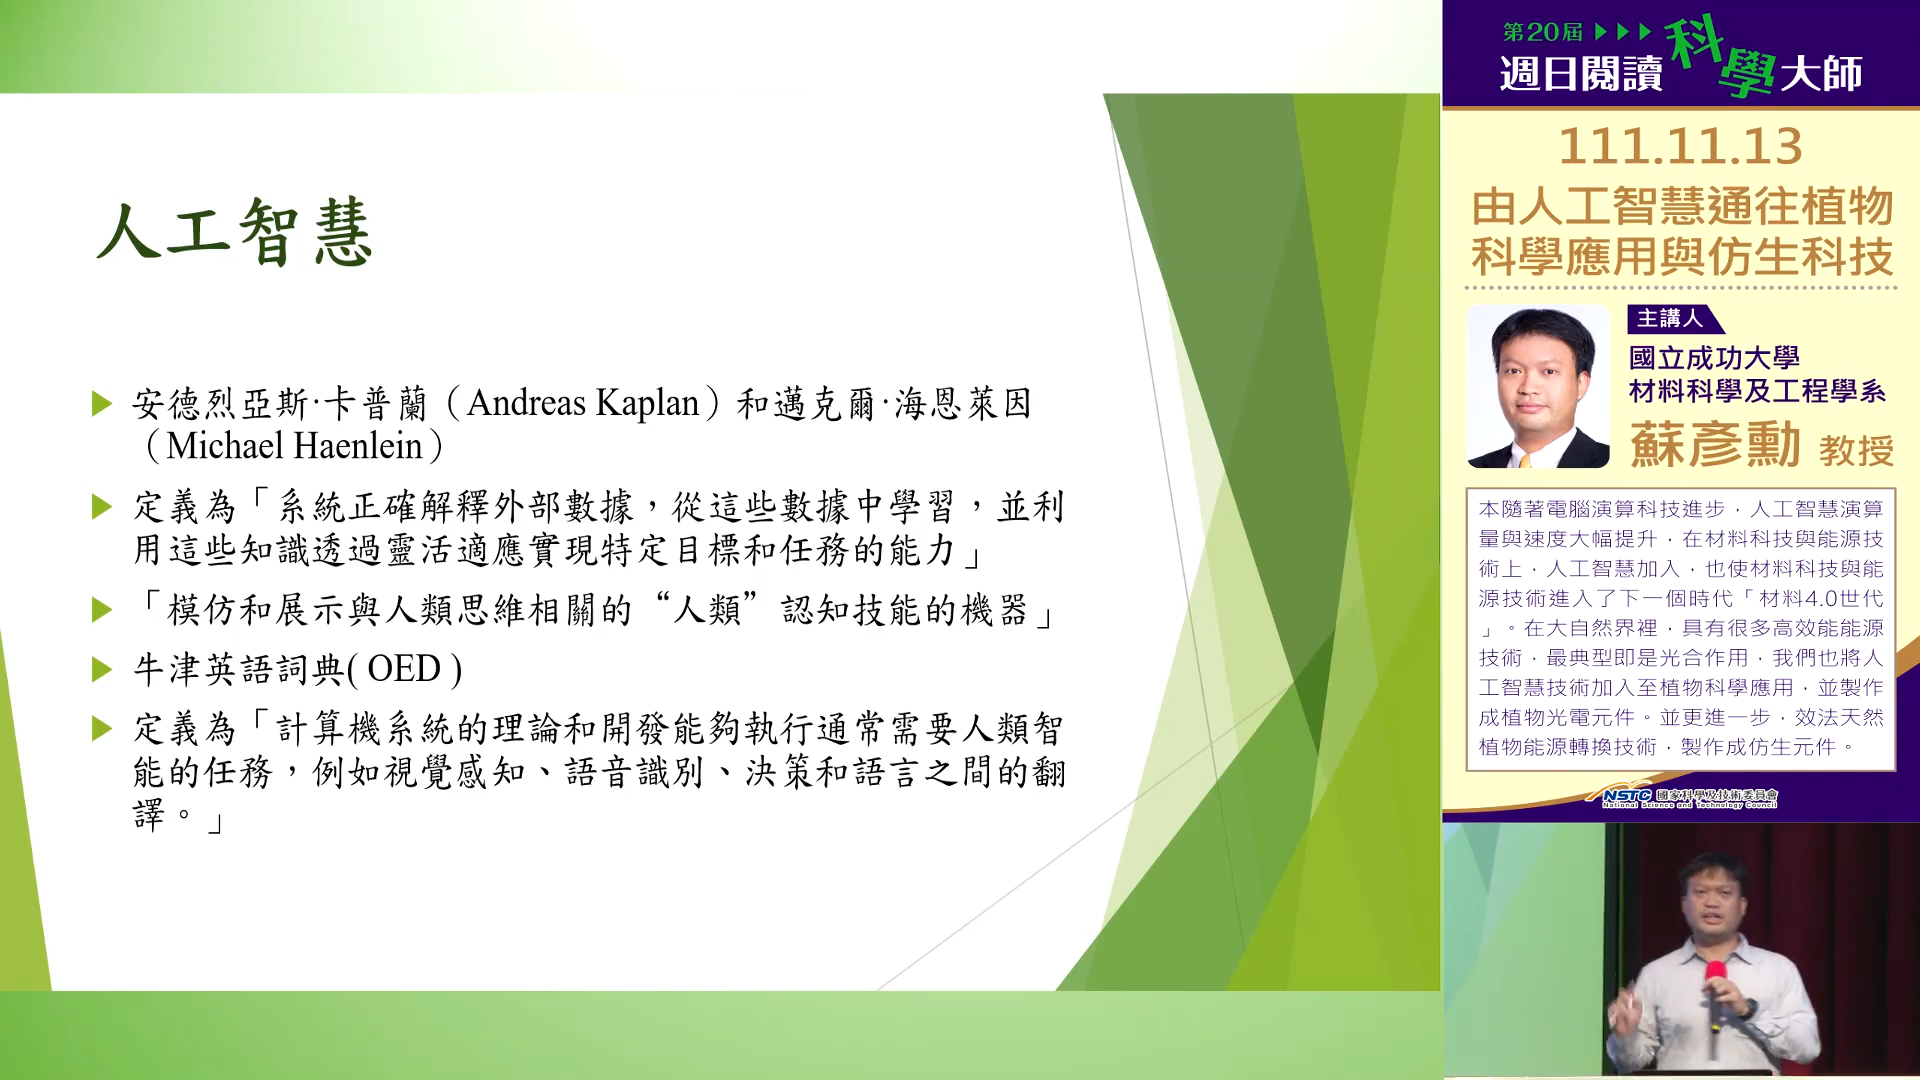 人工智慧
安德烈亞斯·卡普蘭（Andreas Kaplan）和邁克爾·海恩萊因
（Michael Haenlein）
定義為「系統正確解釋外部數據，從這些數據中學習，並利
用這些知識透過靈活適應實現特定目標和任務的能力」
「模仿和展示與人類思維相關的“人類”認知技能的機器」
牛津英語詞典( OED )
定義為「計算機系統的理論和開發能夠執行通常需要人類智
能的任務，例如視覺感知、語音識別、決策和語言之間的翻
譯。」
第20屆
週日閱讀科學大師
111.11.13
由人工智慧通往植物
科學應用與仿生科技
主講人
國立成功大學
材料科學及工程學系
蘇彥勳 教授
本隨著電腦演算科技進步，人工智慧演算
量與速度大幅提升，在材料科技與能源技
術上，人工智慧加入，也使材料科技與能
源技術進入了下一個時代「材料4.0世代
」。在大自然界裡，具有很多高效能能源
技術，最典型即是光合作用，我們也將人
工智慧技術加入至植物科學應用，並製作
成植物光電元件。並更進一步，效法天然
植物能源轉換技術，製作成仿生元件。
NSTC 國家科學及技術委員會
National Science and Technology Council